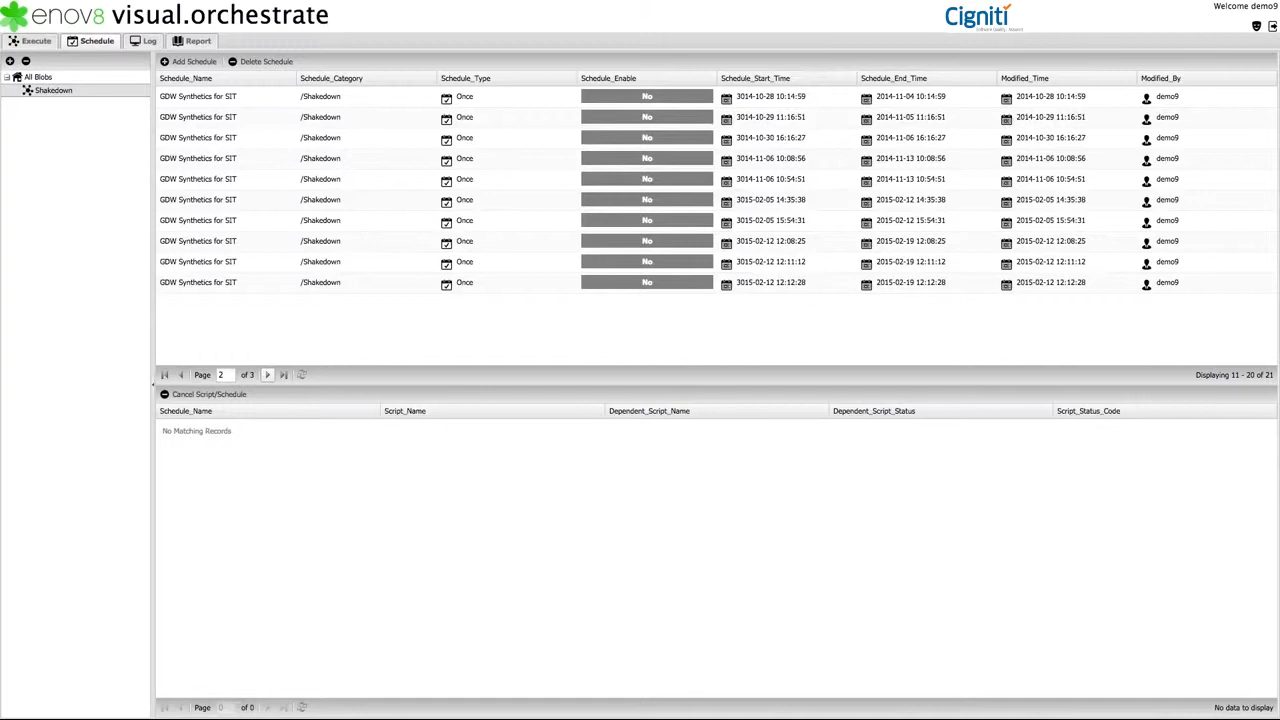 enov8 visual.orchestrate
Cigniti
Welcome demo9
Execute Schedule Log Report
Add Schedule Delete Schedule
All Blobs
Shakedown
Schedule_Name Schedule_Category Schedule_Type Schedule_Enable Schedule_Start_Time Schedule_End_Time Modified_Time Modified_By
GDW Synthetics for SIT /Shakedown Once No 3014-10-28 10:14:59 2014-11-04 10:14:59 2014-10-28 10:14:59 demo9
GDW Synthetics for SIT /Shakedown Once No 3014-10-29 11:16:51 2014-11-05 11:16:51 2014-10-29 11:16:51 demo9
GDW Synthetics for SIT /Shakedown Once No 3014-10-30 16:16:27 2014-11-06 16:16:27 2014-10-30 16:16:27 demo9
GDW Synthetics for SIT /Shakedown Once No 3014-11-06 10:08:56 2014-11-13 10:08:56 2014-11-06 10:08:56 demo9
GDW Synthetics for SIT /Shakedown Once No 3014-11-06 10:54:51 2014-11-13 10:54:51 2014-11-06 10:54:51 demo9
GDW Synthetics for SIT /Shakedown Once No 3015-02-05 14:35:38 2015-02-12 14:35:38 2015-02-05 14:35:38 demo9
GDW Synthetics for SIT /Shakedown Once No 3015-02-05 15:54:31 2015-02-12 15:54:31 2015-02-05 15:54:31 demo9
GDW Synthetics for SIT /Shakedown Once No 3015-02-12 12:08:25 2015-02-19 12:08:25 2015-02-12 12:08:25 demo9
GDW Synthetics for SIT /Shakedown Once No 3015-02-12 12:11:12 2015-02-19 12:11:12 2015-02-12 12:11:12 demo9
GDW Synthetics for SIT /Shakedown Once No 3015-02-12 12:12:28 2015-02-19 12:12:28 2015-02-12 12:12:28 demo9
Page 2 of 3 Displaying 11 - 20 of 21
Cancel Script/Schedule
Schedule_Name Script_Name Dependent_Script_Name Dependent_Script_Status Script_Status_Code
No Matching Records
Page 0 of 0 No data to display